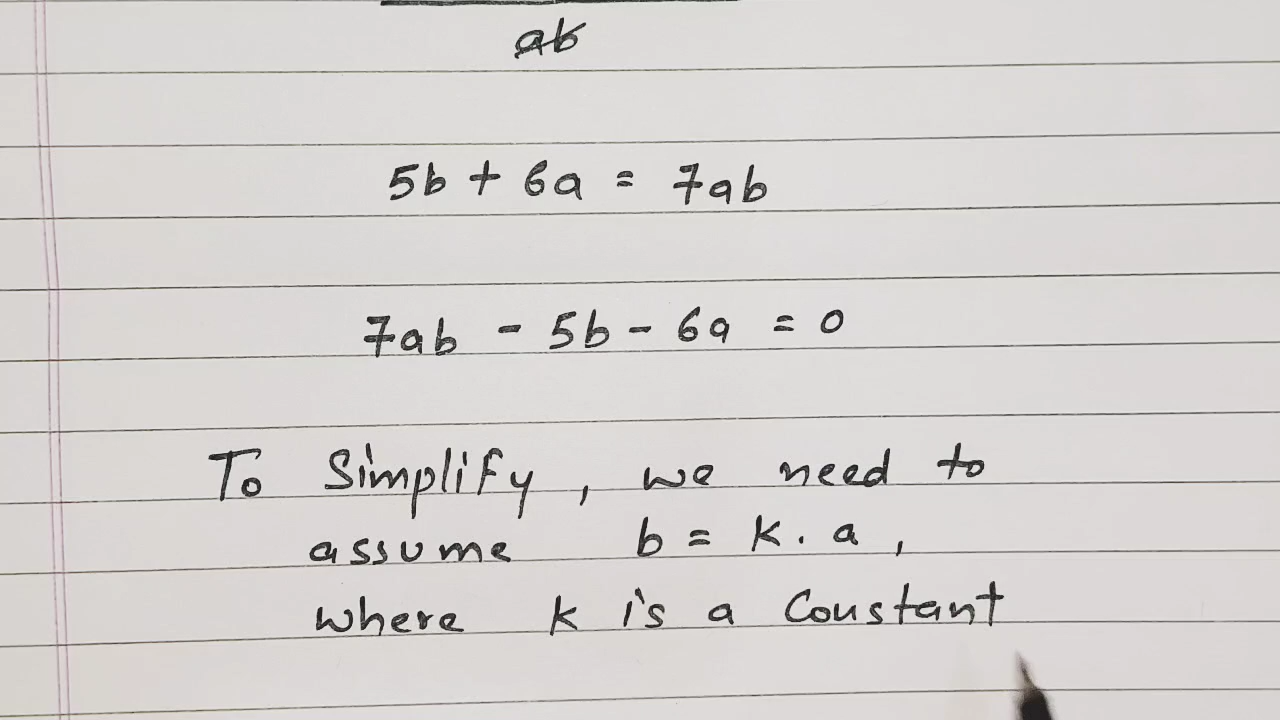 ab
5b + 6a = 7ab
7ab - 5b - 6a = 0
To Simplify, we need to
assume b = k. a,
where k is a Constant